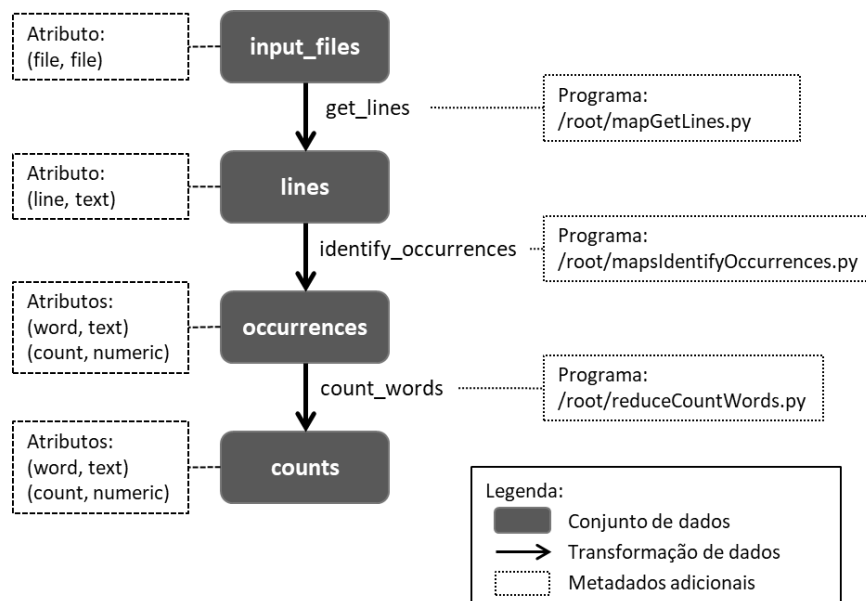 Atributo:
(file, file)
input_files
get_lines
Programa:
/root/mapGetLines.py
Atributo:
(line, text)
lines
identify_occurrences
Programa:
/root/mapsIdentifyOccurrences.py
Atributos:
(word, text)
(count, numeric)
occurrences
count_words
Programa:
/root/reduceCountWords.py
Atributos:
(word, text)
(count, numeric)
counts
Legenda:
Conjunto de dados
Transformação de dados
Metadados adicionais